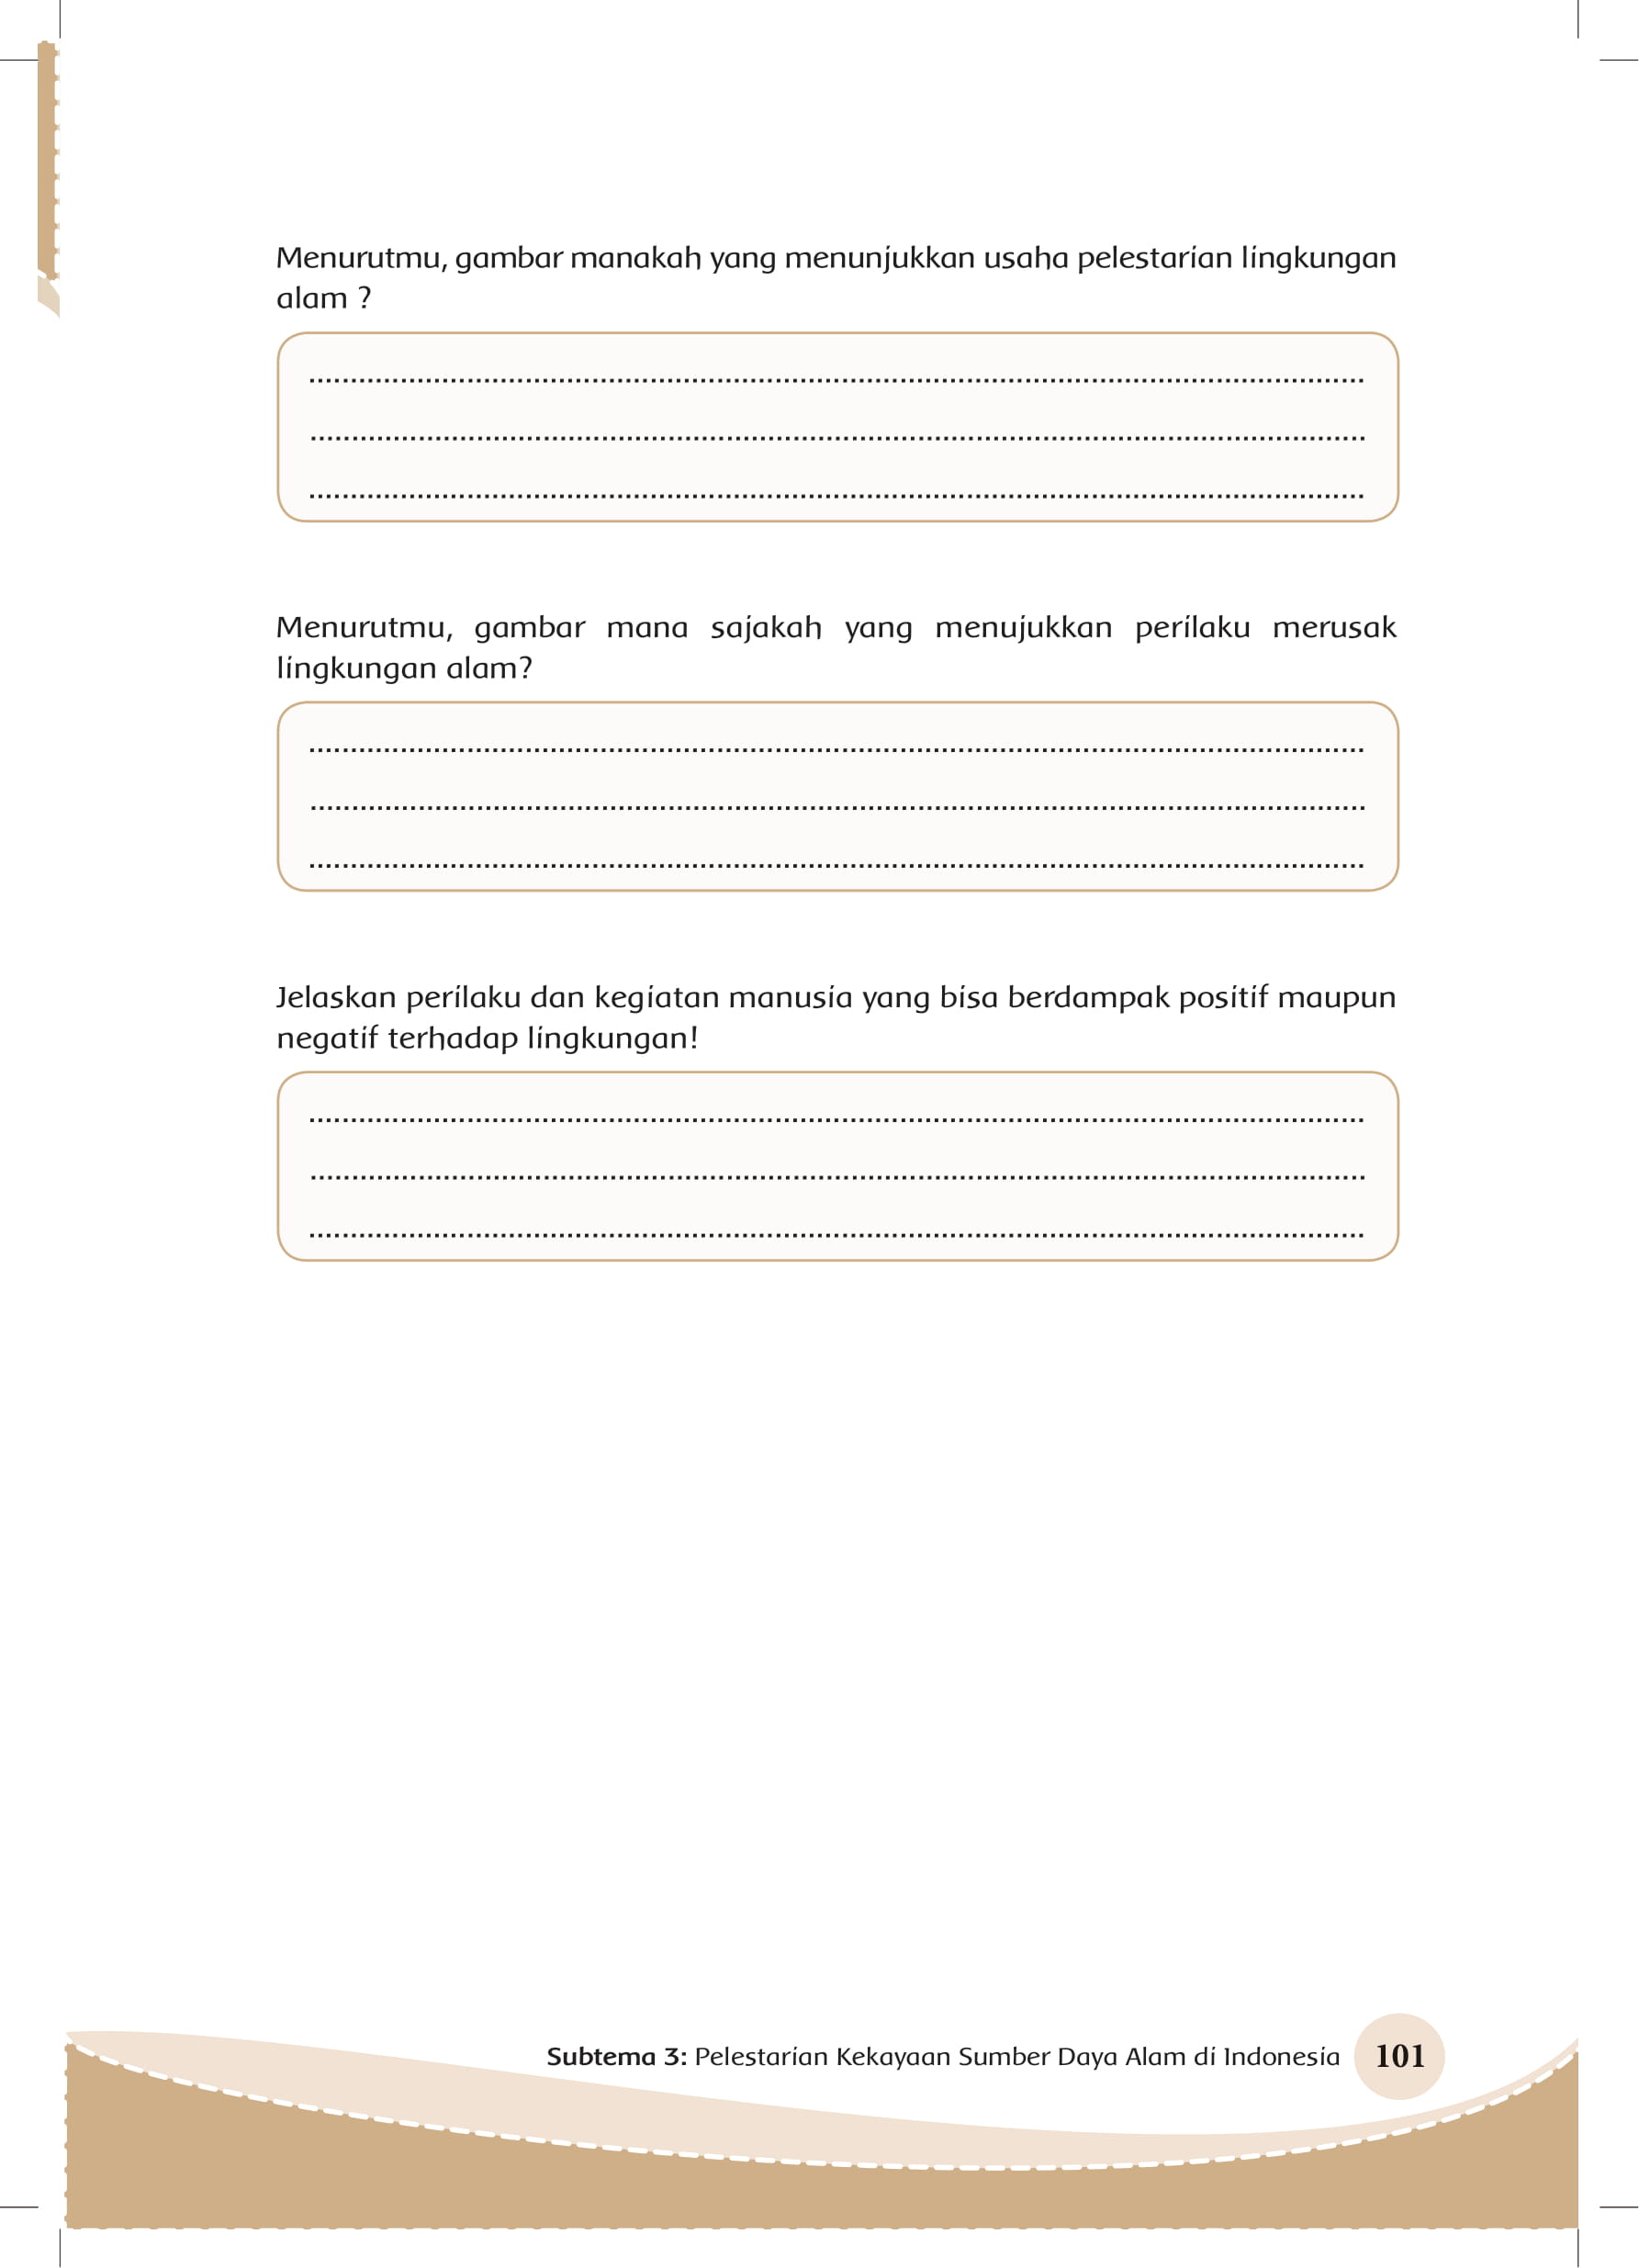 Menurutmu, gambar manakah yang menunjukkan usaha pelestarian lingkungan
alam ?
................................................................................................................................
................................................................................................................................
................................................................................................................................
Menurutmu, gambar mana sajakah yang menujukkan perilaku merusak
lingkungan alam?
................................................................................................................................
................................................................................................................................
................................................................................................................................
Jelaskan perilaku dan kegiatan manusia yang bisa berdampak positif maupun
negatif terhadap lingkungan!
................................................................................................................................
................................................................................................................................
................................................................................................................................
Subtema 3: Pelestarian Kekayaan Sumber Daya Alam di Indonesia 101